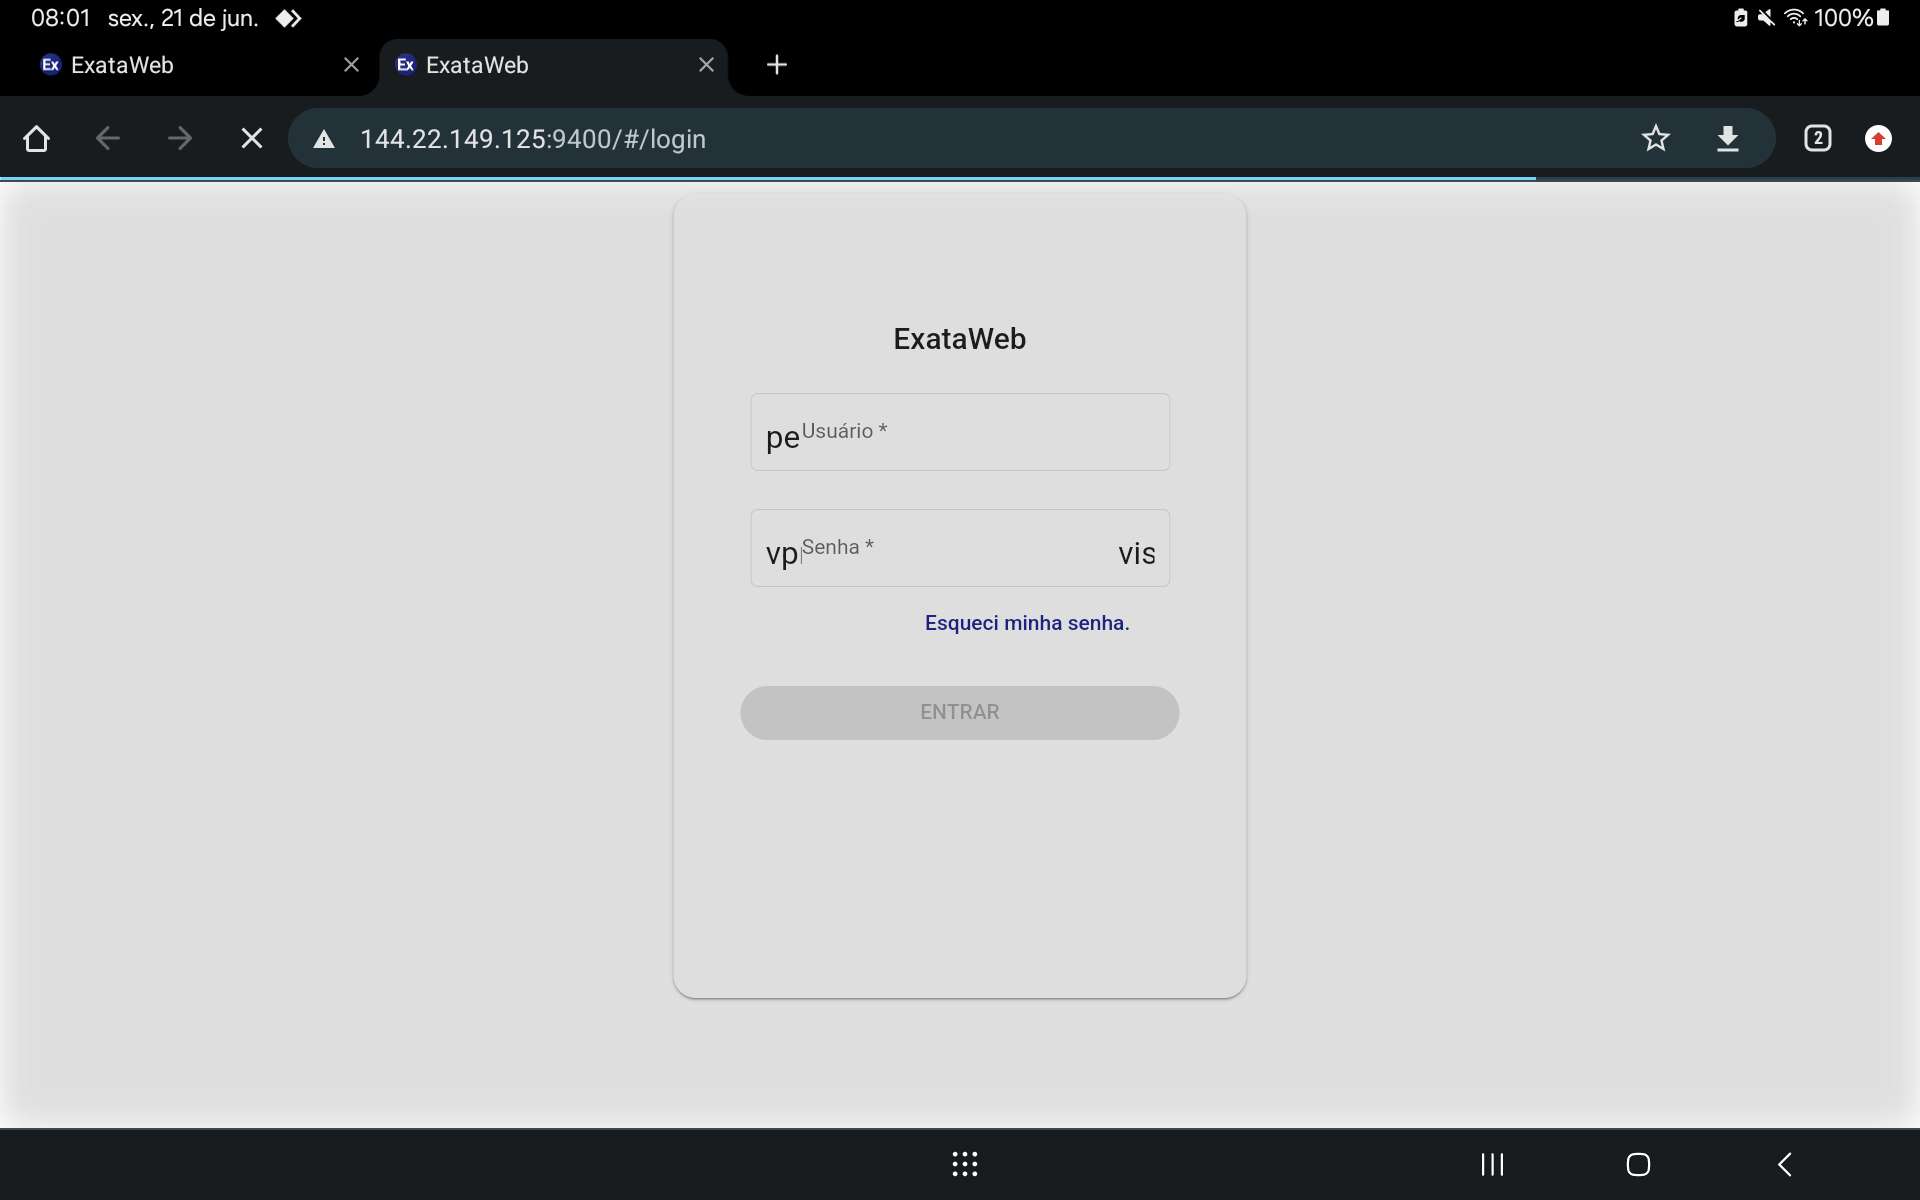 08:01 sex., 21 de jun. 100%
Ex ExataWeb Ex ExataWeb
144.22.149.125:9400/#/login 2
ExataWeb
pe Usuário *
vp Senha * vis
Esqueci minha senha.
ENTRAR